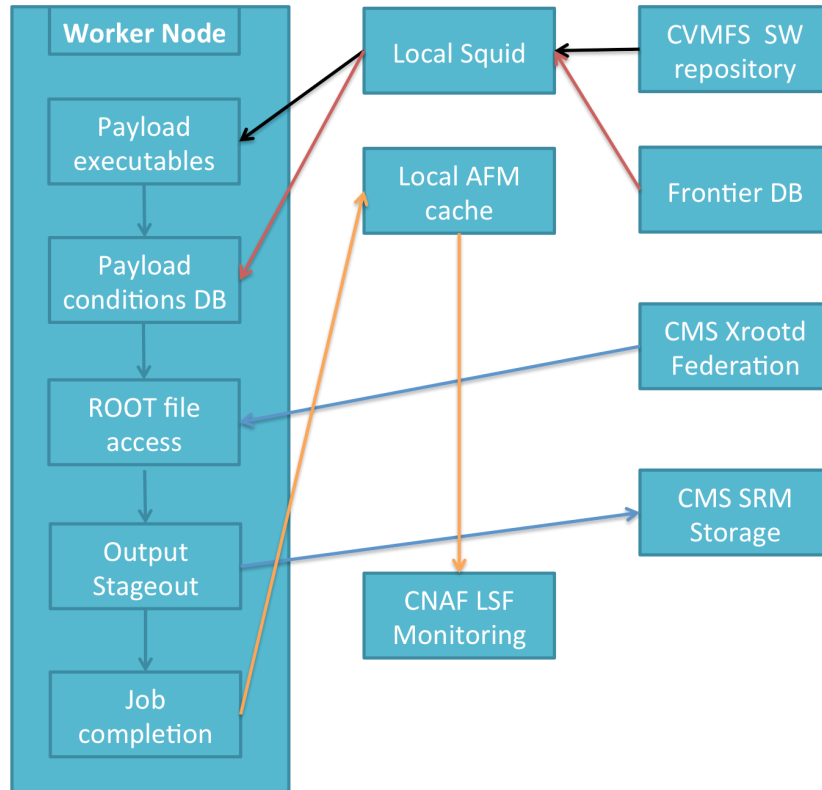 Worker Node
Payload
executables
Payload
conditions DB
ROOT file
access
Output
Stageout
Job
completion
Local Squid
Local AFM
cache
CNAF LSF
Monitoring
CVMFS SW
repository
Frontier DB
CMS Xrootd
Federation
CMS SRM
Storage